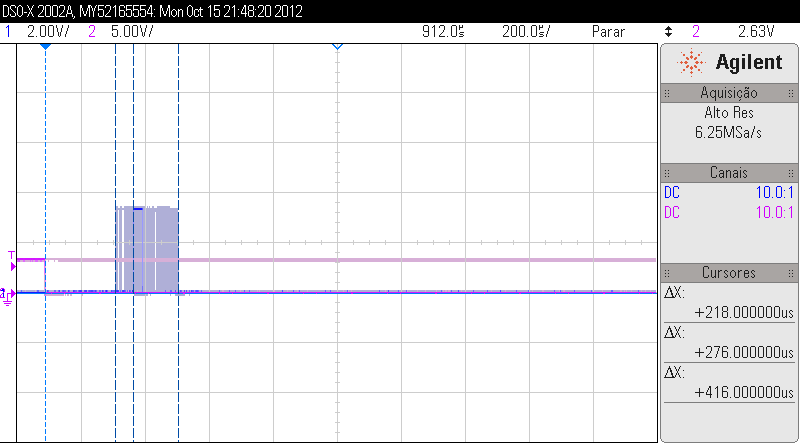 DSO-X 2002A, MY52165554: Mon Oct 15 21:48:20 2012
1 2.00V/ 2 5.00V/ 912.0s 200.0s/ Parar 2 2.63V
Agilent
Aquisição
Alto Res
6.25MSa/s
Canais
DC 10.0:1
DC 10.0:1
Cursores
ΔX:
+218.000000us
ΔX:
+276.000000us
ΔX:
+416.000000us
T